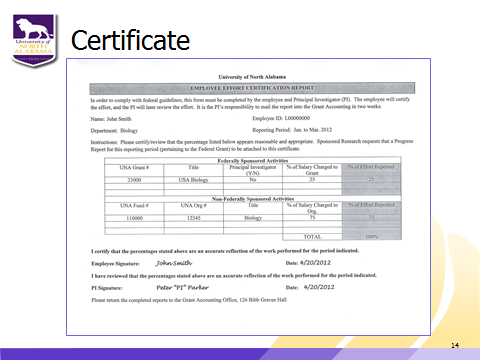 University of
NORTH
ALABAMA
Certificate
University of North Alabama
EMPLOYEE EFFORT CERTIFICATION REPORT
In order to comply with federal guidelines, this form must be completed by the employee and Principal Investigator (PI). The employee will certify
the effort, and the PI will later review the effort. It is the PI's responsibility to mail the report into the Grant Accounting in two weeks.
Name: John Smith Employee ID: L00000000
Department: Biology Reporting Period: Jan. to Mar. 2012
Instructions: Please certify/review that the percentage listed below appears reasonable and appropriate. Sponsored Research requests that a Progress
Report for this reporting period (pertaining to the Federal Grant) to be attached to this certificate.
Federally Sponsored Activities
UNA Grant # Title Principal Investigator (Y/N) % of Salary Charged to Grant % of Effort Reported
23000 USA Biology No 25 25
Non-Federally Sponsored Activities
UNA Fund # UNA Org # Title % of Salary Charged to Org. % of Effort Reported
110000 12345 Biology 75 75
TOTAL 100%
I certify that the percentages stated above are an accurate reflection of the work performed for the period indicated.
Employee Signature: John Smith Date: 4/20/2012
I have reviewed that the percentages stated above are an accurate reflection of the work performed for the period indicated.
PI Signature: Peter "PI" Parker Date: 4/20/2012
Please return the completed reports to the Grant Accounting Office, 126 Bibb Graves Hall
14